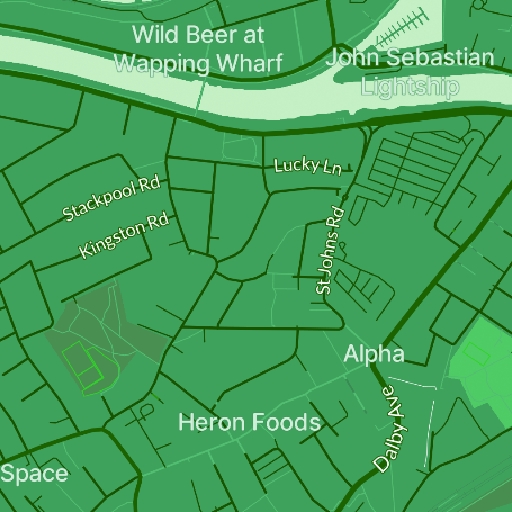 Wild Beer at
Wapping Wharf
John Sebastian
Lightship
Lucky Ln
Stackpool Rd
Kingston Rd
St Johns Rd
Alpha
Dalby Ave
Heron Foods
Space